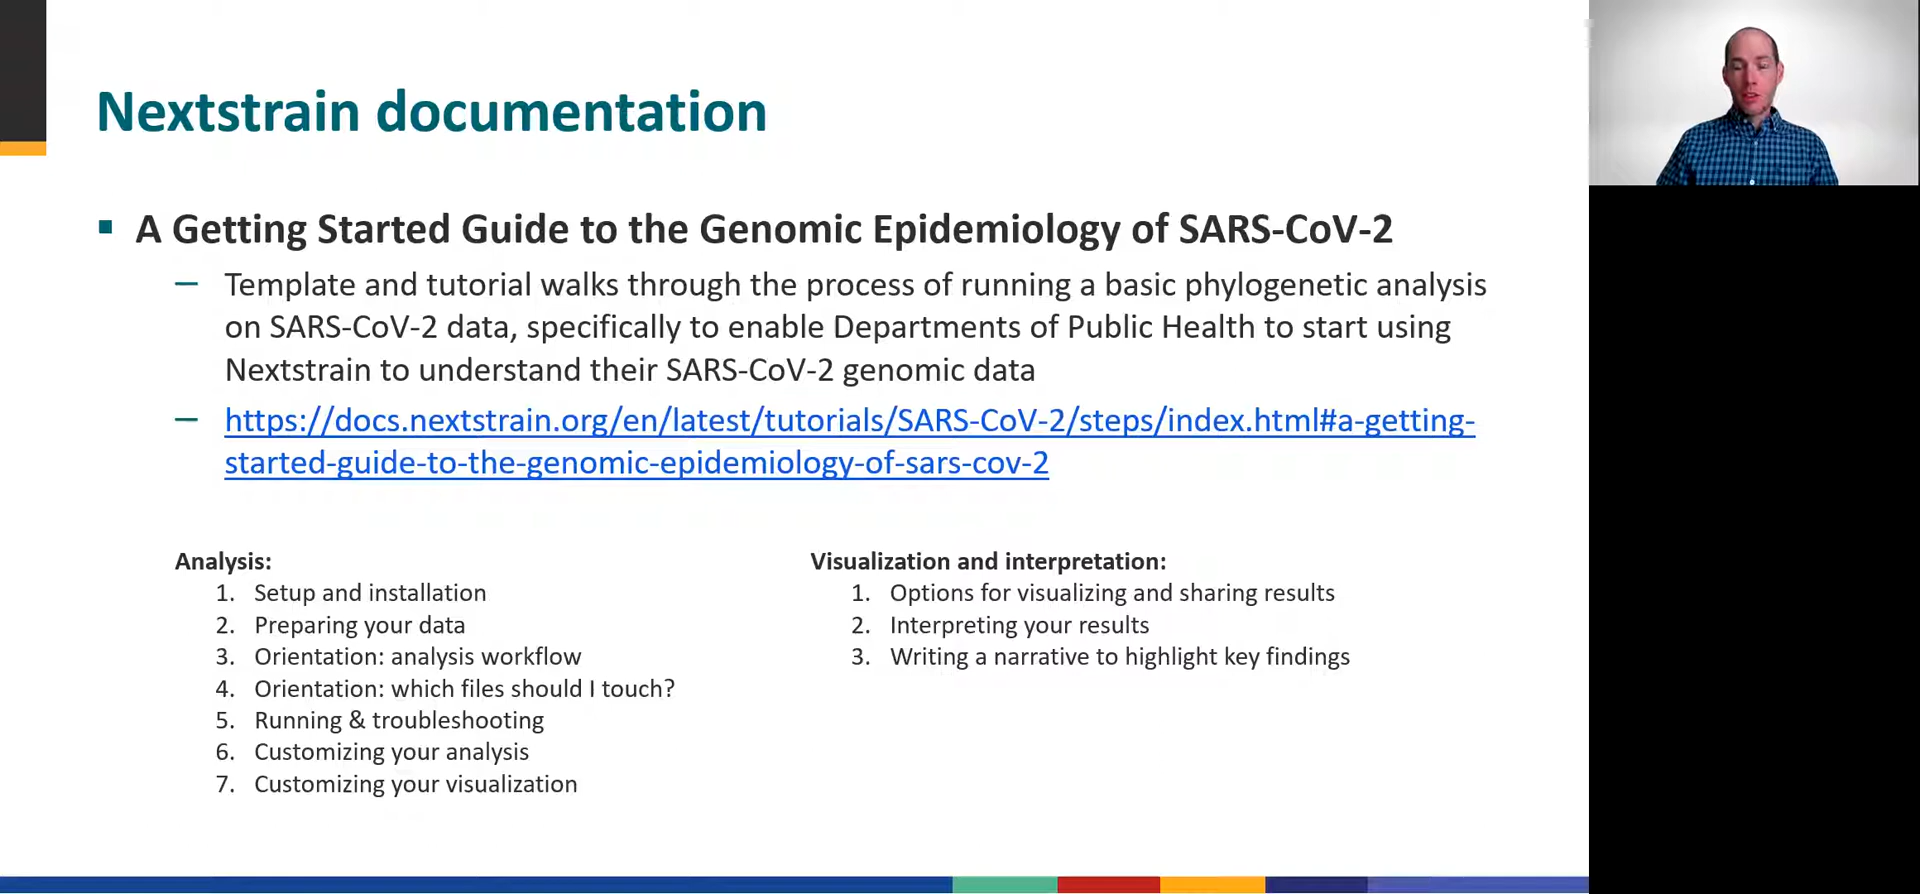 Nextstrain documentation
▪ A Getting Started Guide to the Genomic Epidemiology of SARS-CoV-2
– Template and tutorial walks through the process of running a basic phylogenetic analysis
on SARS-CoV-2 data, specifically to enable Departments of Public Health to start using
Nextstrain to understand their SARS-CoV-2 genomic data
– https://docs.nextstrain.org/en/latest/tutorials/SARS-CoV-2/steps/index.html#a-getting-
started-guide-to-the-genomic-epidemiology-of-sars-cov-2
Analysis:
1. Setup and installation
2. Preparing your data
3. Orientation: analysis workflow
4. Orientation: which files should I touch?
5. Running & troubleshooting
6. Customizing your analysis
7. Customizing your visualization
Visualization and interpretation:
1. Options for visualizing and sharing results
2. Interpreting your results
3. Writing a narrative to highlight key findings